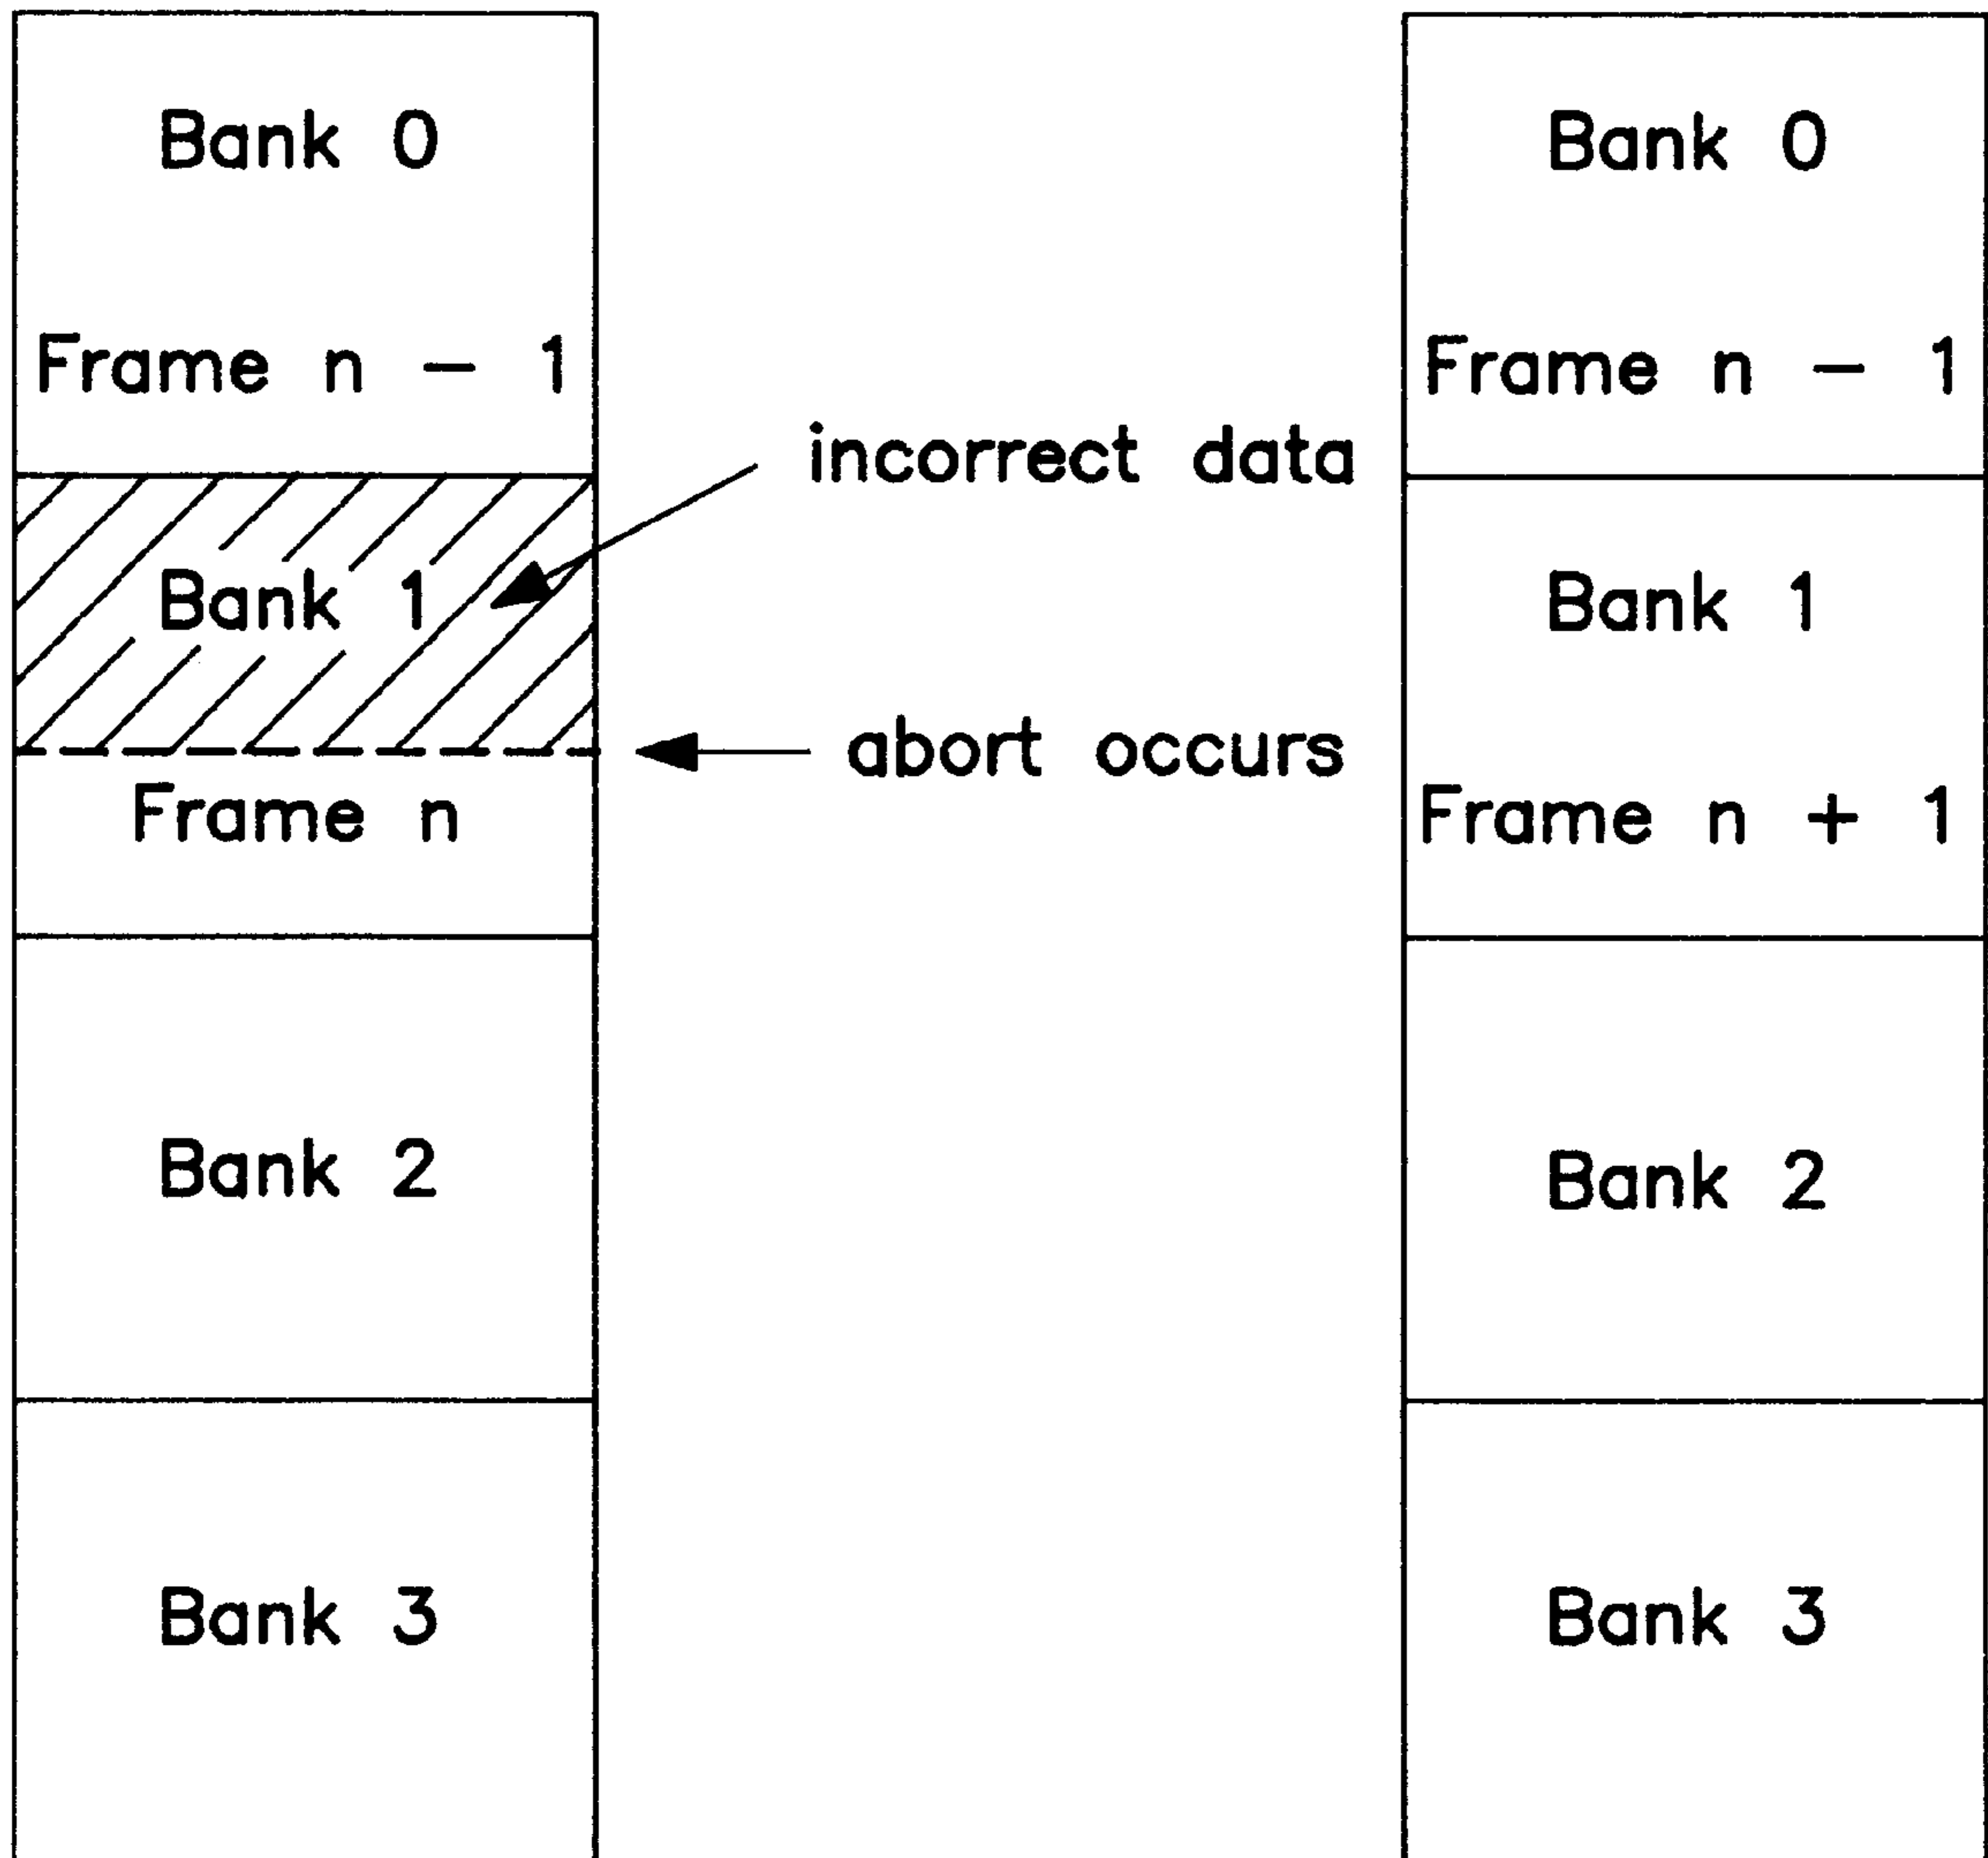 Bank 0
Frame n - 1
Bank 1
Frame n
Bank 2
Bank 3
incorrect data
abort occurs
Bank 0
Frame n - 1
Bank 1
Frame n + 1
Bank 2
Bank 3